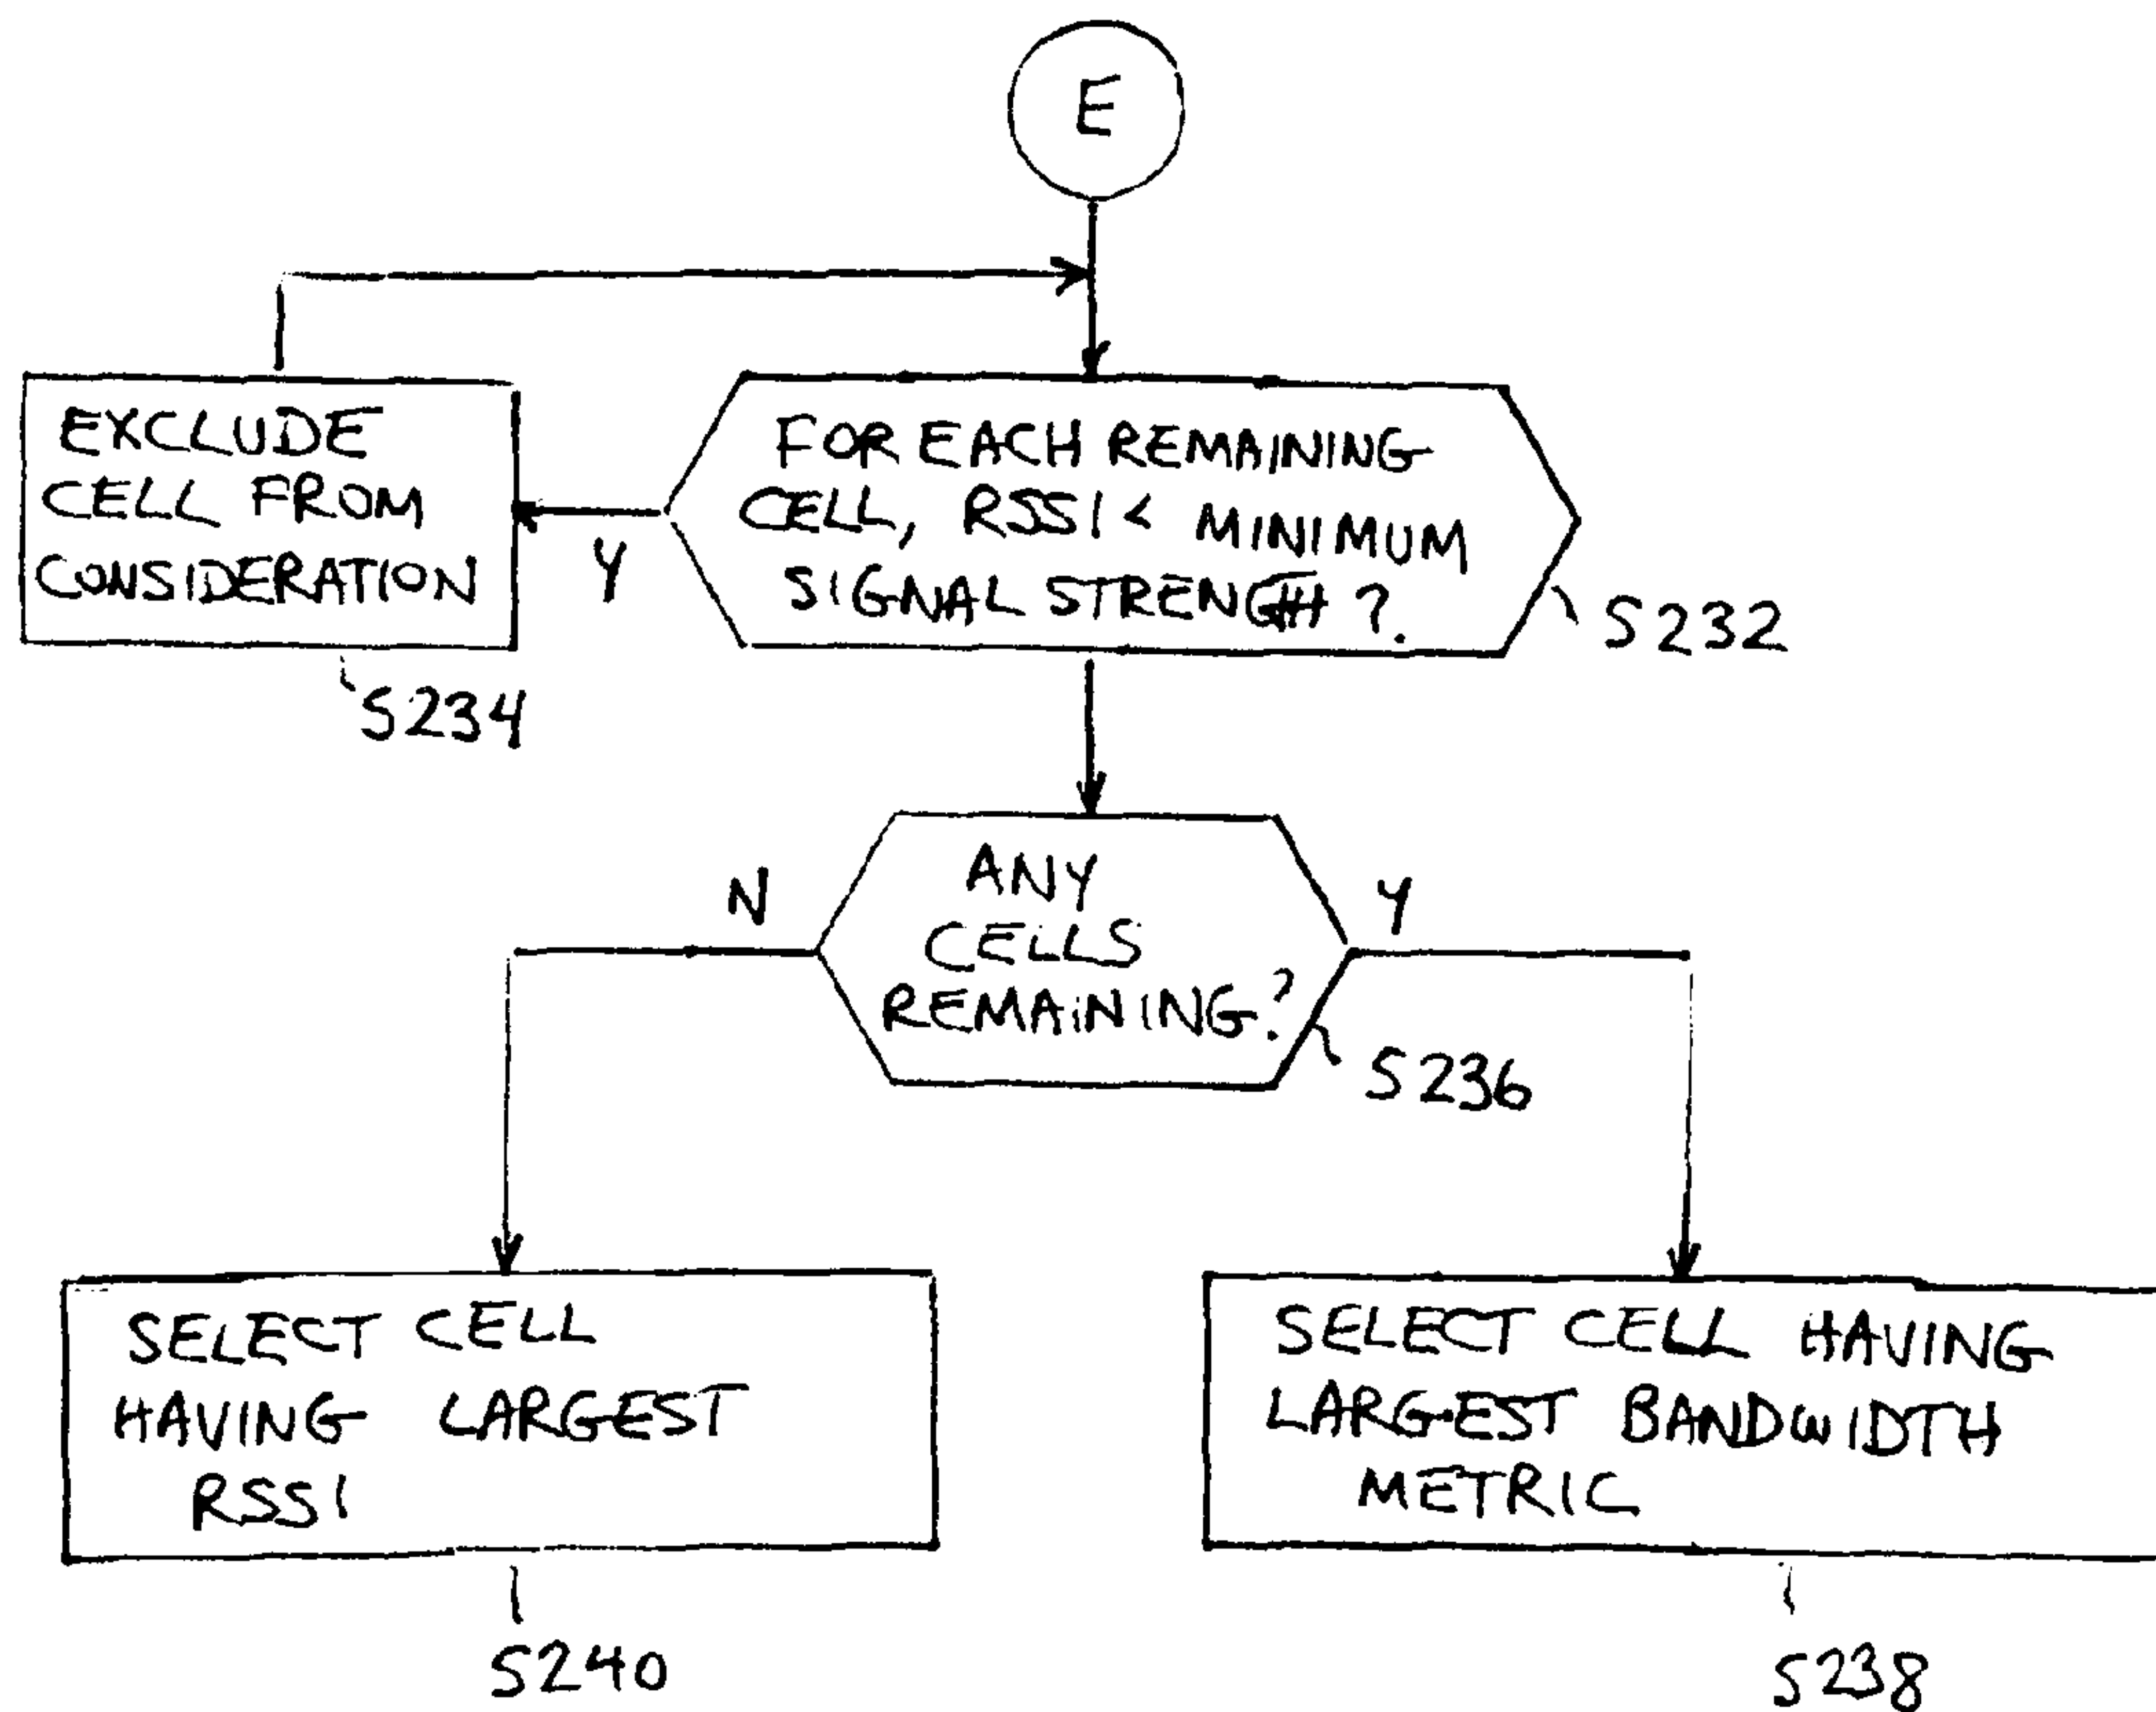 E
EXCLUDE
CELL FROM
CONSIDERATION
S234
Y
FOR EACH REMAINING
CELL, RSSI < MINIMUM
SIGNAL STRENGTH ?
S232
N
ANY
CELLS
REMAINING?
Y
S236
SELECT CELL
HAVING LARGEST
RSSI
S240
SELECT CELL HAVING
LARGEST BANDWIDTH
METRIC
S238